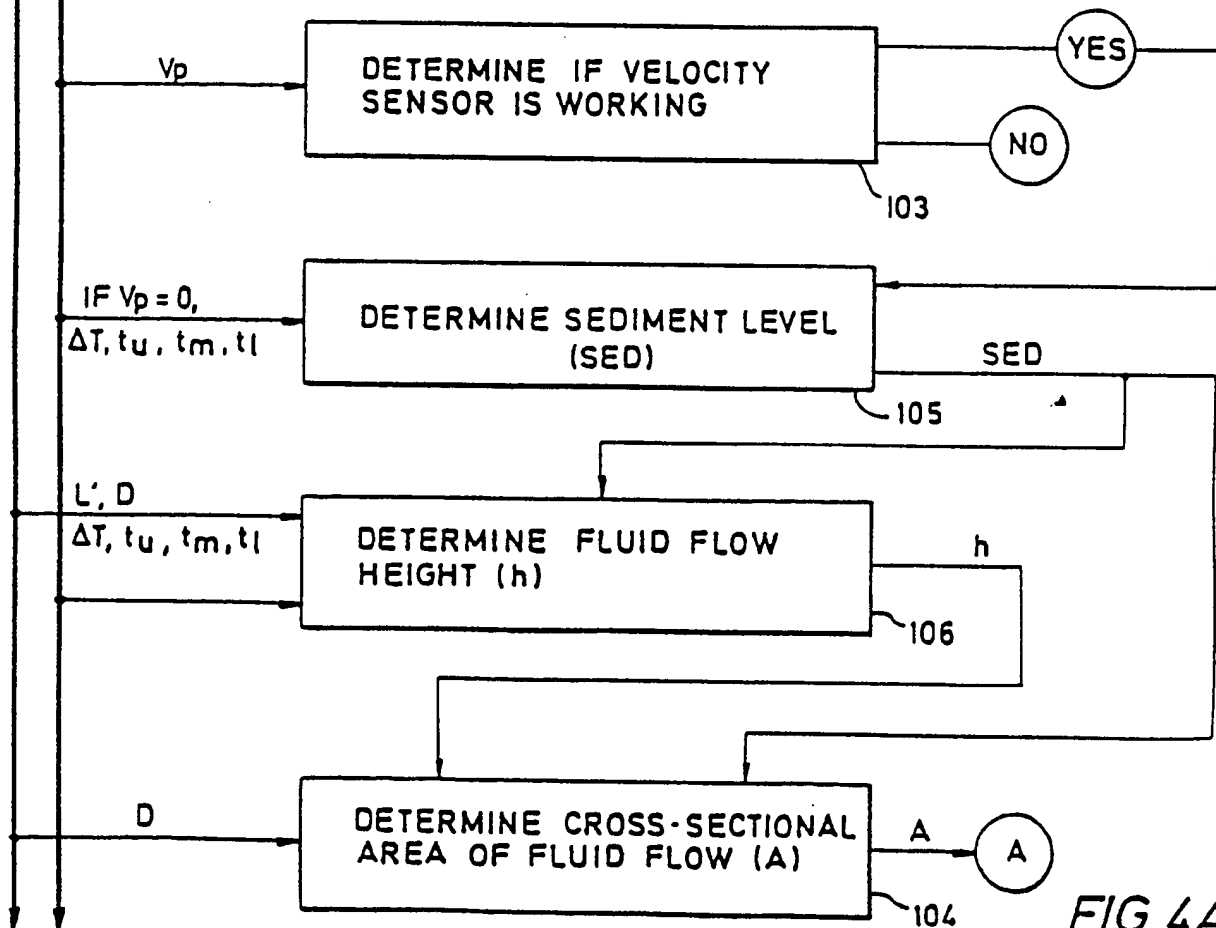 Vp
DETERMINE IF VELOCITY
SENSOR IS WORKING
YES
NO
103
IF Vp = 0,
ΔT, tu, tm, tl
DETERMINE SEDIMENT LEVEL
(SED)
SED
105
L', D
ΔT, tu, tm, tl
DETERMINE FLUID FLOW
HEIGHT (h)
h
106
D
DETERMINE CROSS-SECTIONAL
AREA OF FLUID FLOW (A)
A
A
104
FIG 4A